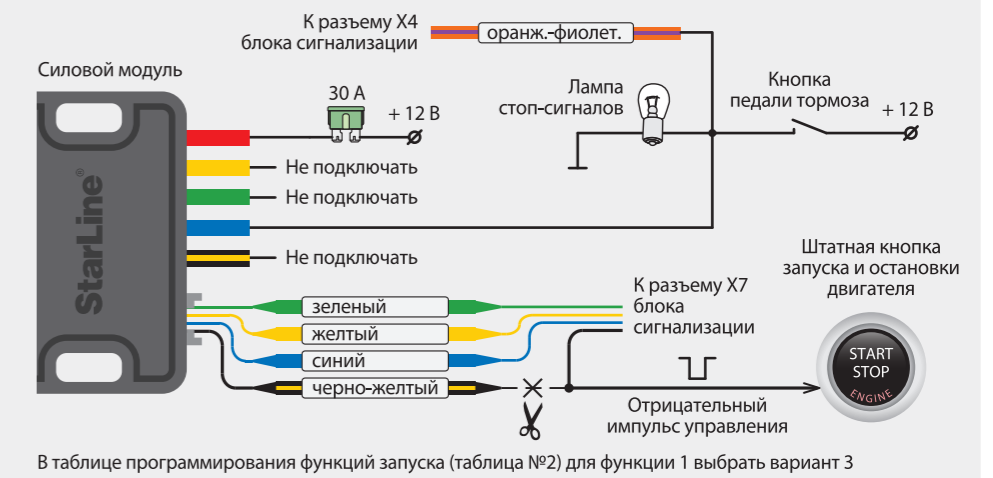 К разъему X4
блока сигнализации
оранж.-фиолет.
Силовой модуль
30 А
+ 12 В
Лампа
стоп-сигналов
Кнопка
педали тормоза
+ 12 В
Не подключать
Не подключать
Не подключать
StarLine®
Штатная кнопка
запуска и остановки
двигателя
К разъему X7
блока
сигнализации
зеленый
желтый
синий
черно-желтый
START
STOP
ENGINE
Отрицательный
импульс управления
В таблице программирования функций запуска (таблица №2) для функции 1 выбрать вариант 3